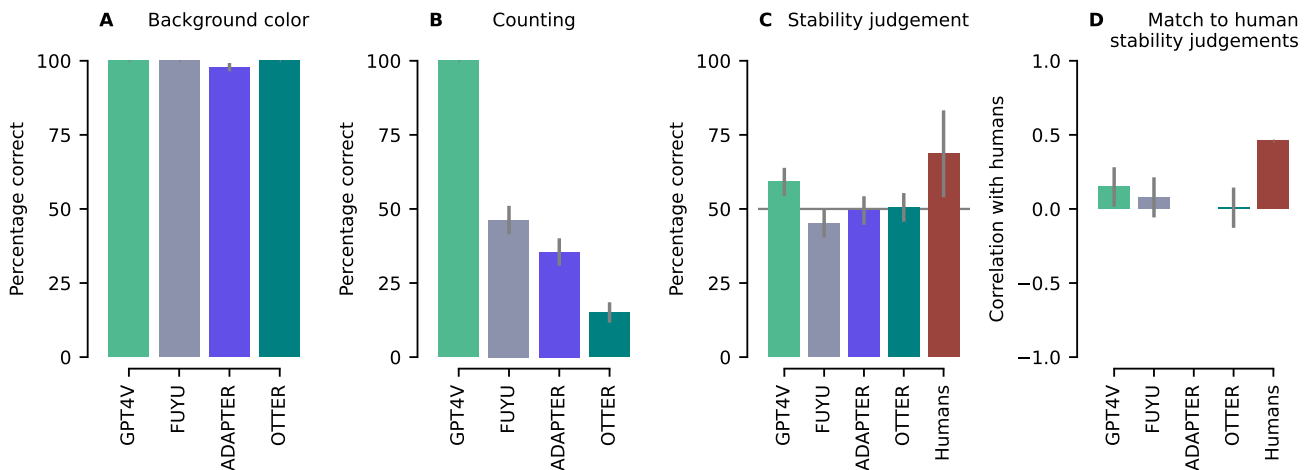 A Background color
Percentage correct
100
75
50
25
0
GPT4V
FUYU
ADAPTER
OTTER
B Counting
Percentage correct
100
75
50
25
0
GPT4V
FUYU
ADAPTER
OTTER
C Stability judgement
Percentage correct
100
75
50
25
0
GPT4V
FUYU
ADAPTER
OTTER
Humans
D Match to human
stability judgements
Correlation with humans
1.0
0.5
0.0
−0.5
−1.0
GPT4V
FUYU
ADAPTER
OTTER
Humans